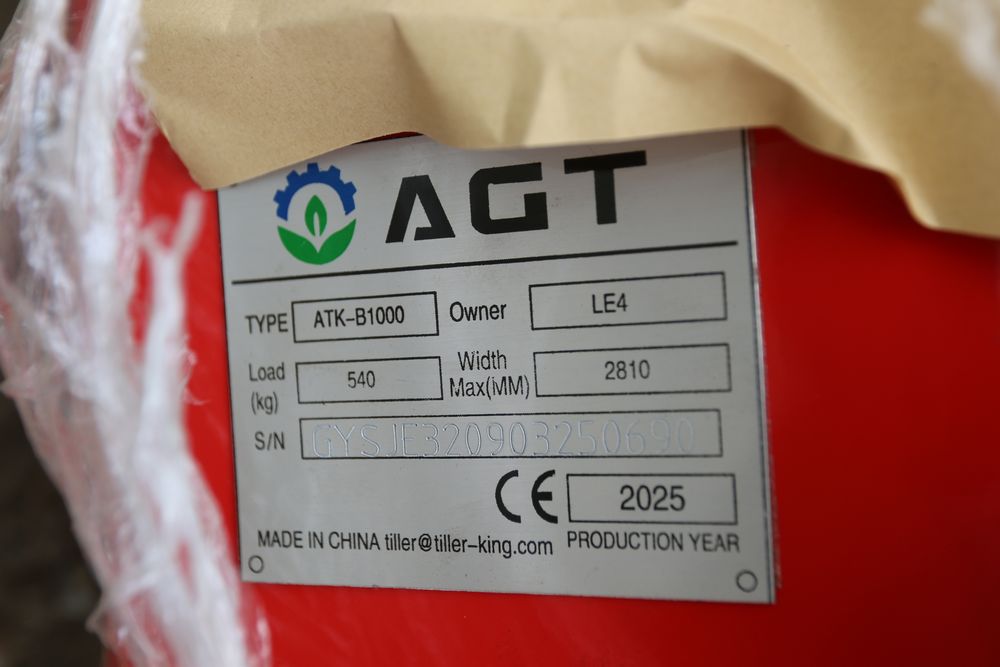 AGT
TYPE ATK-B1000 Owner LE4
Load (kg) 540 Width Max(MM) 2810
S/N GYSJE320903250690
CE 2025
MADE IN CHINA tiller@tiller-king.com PRODUCTION YEAR